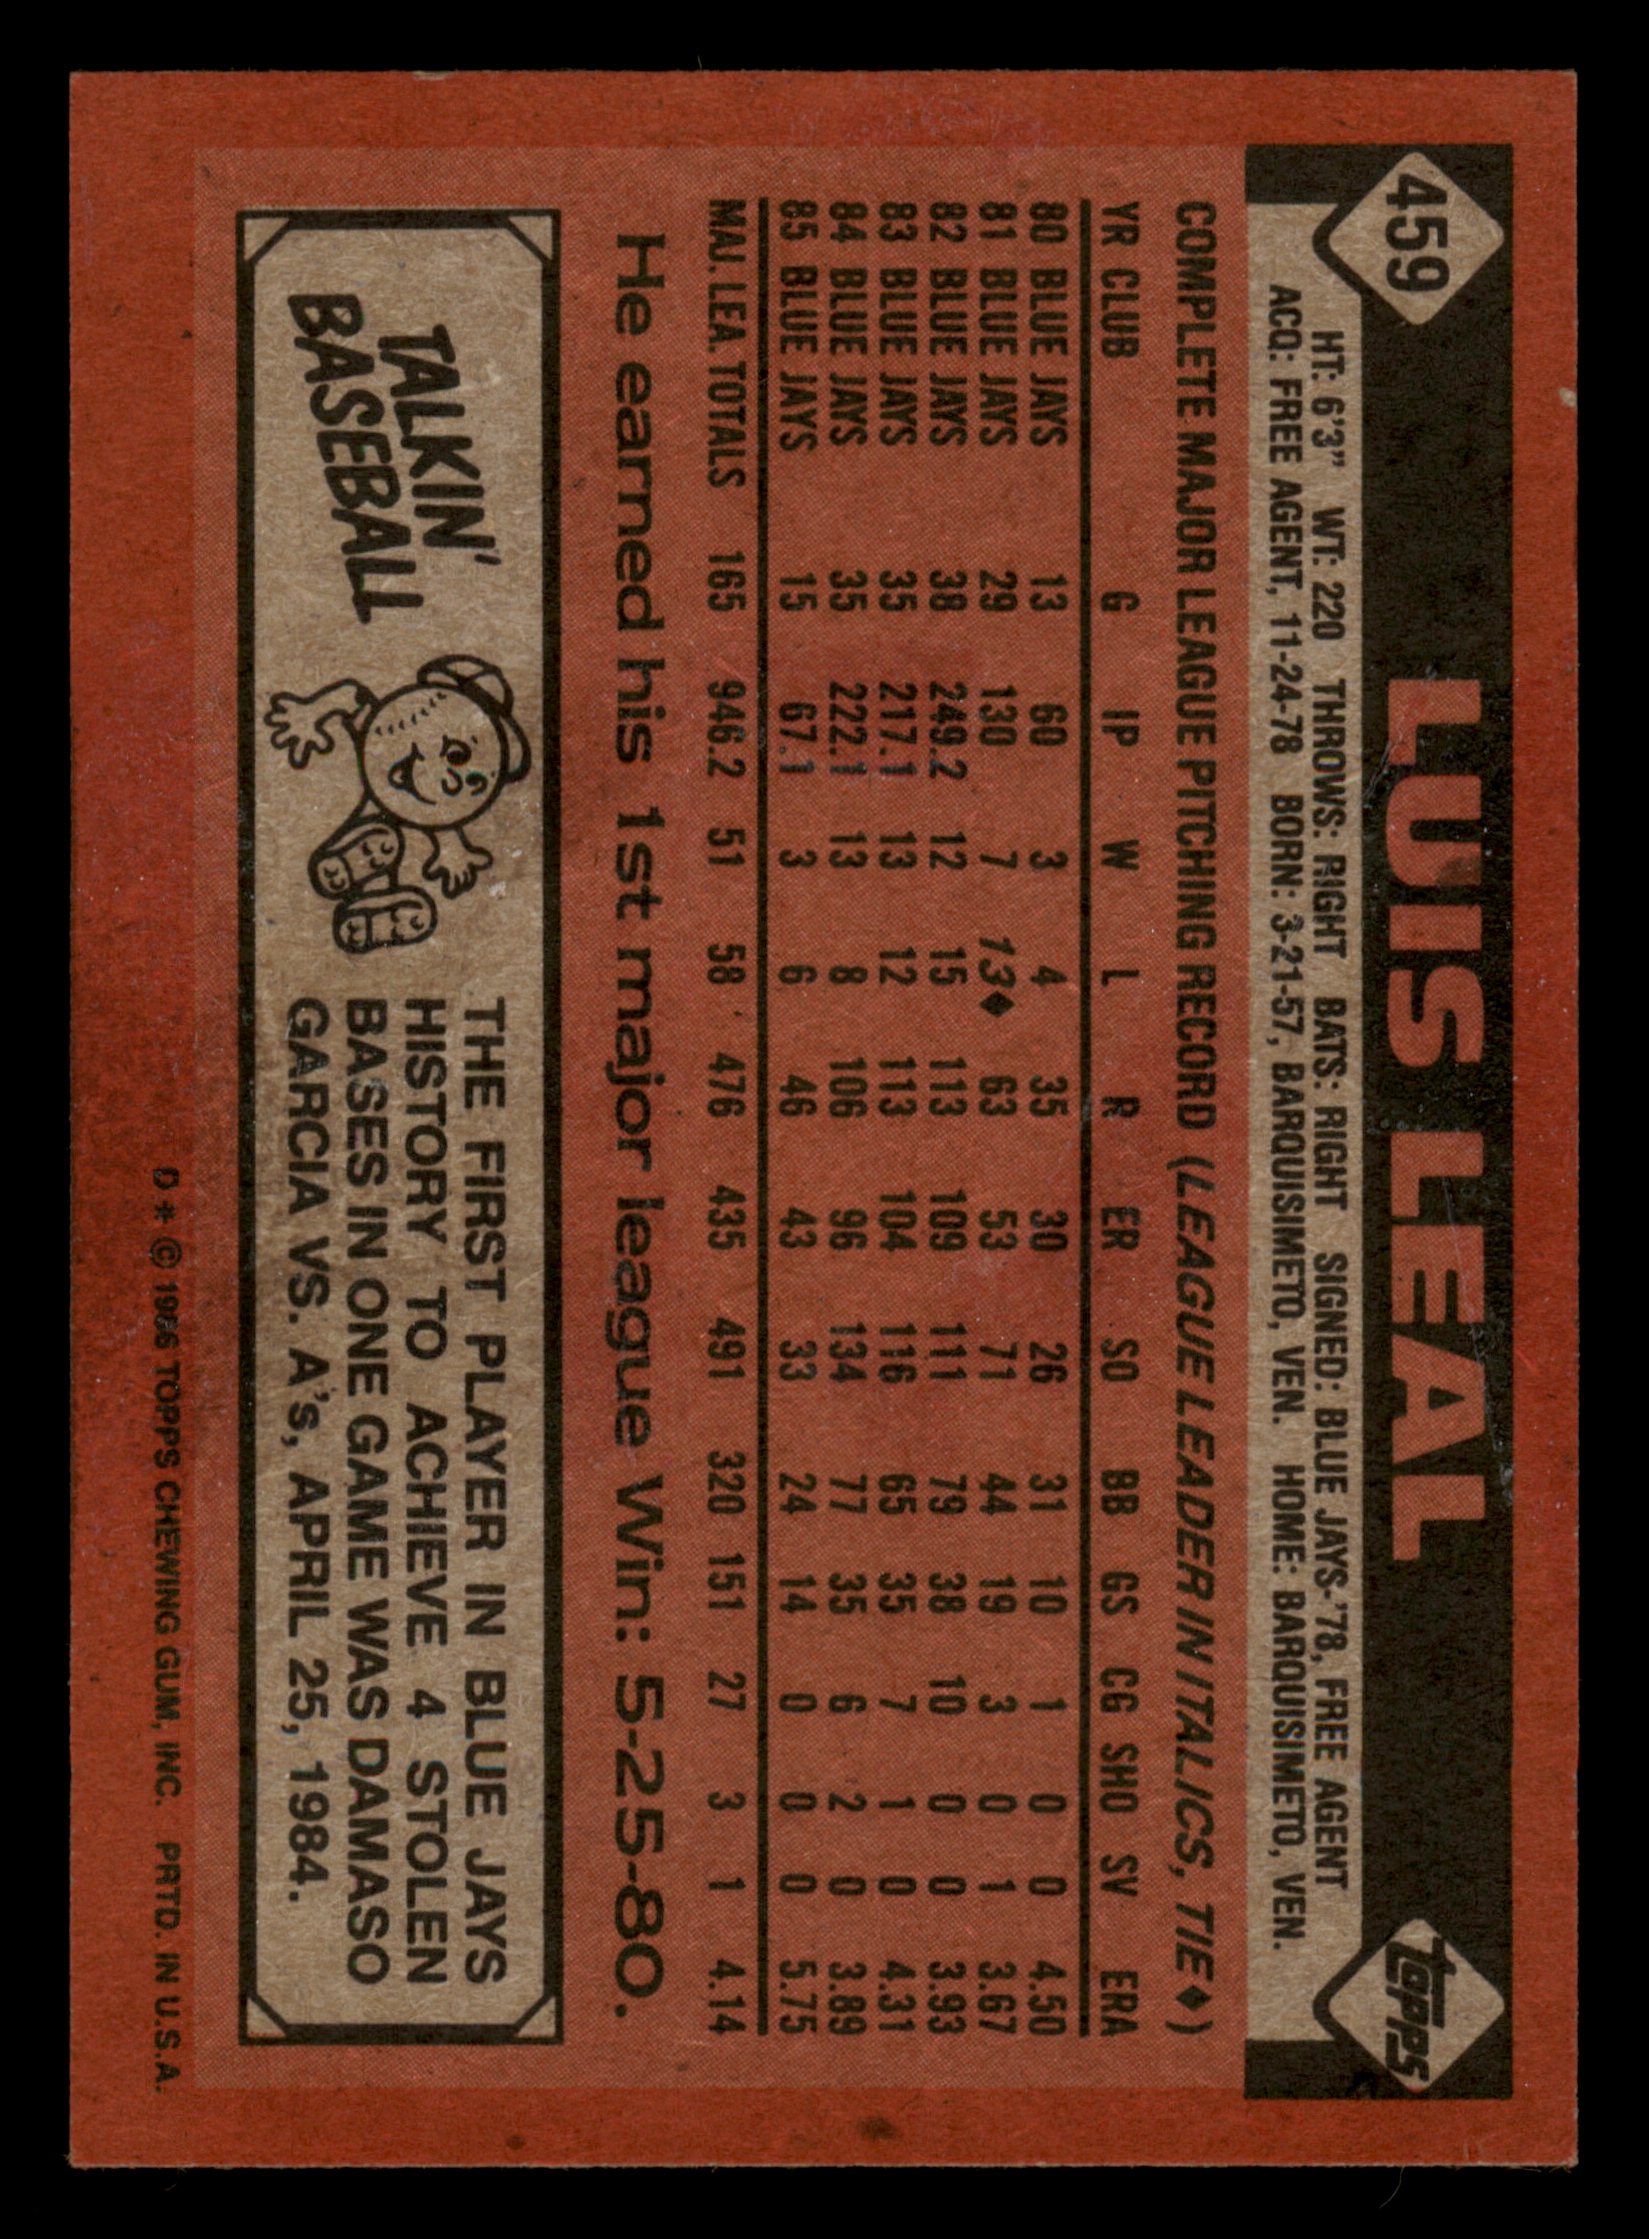 459
LUIS LEAL
topps
HT: 6'3" WT: 220 THROWS: RIGHT BATS: RIGHT SIGNED: BLUE JAYS-'78, FREE AGENT
ACQ: FREE AGENT, 11-24-78 BORN: 3-21-57, BARQUISIMETO, VEN. HOME: BARQUISIMETO, VEN.
COMPLETE MAJOR LEAGUE PITCHING RECORD (LEAGUE LEADER IN ITALICS, TIE♦)
YR CLUB G IP W L R ER SO BB GS CG SHO SV ERA
80 BLUE JAYS 13 60 3 4 35 30 26 31 10 1 0 0 4.50
81 BLUE JAYS 29 130 7 13♦ 63 53 71 44 19 3 0 1 3.67
82 BLUE JAYS 38 249.2 12 15 113 109 111 79 38 10 0 0 3.93
83 BLUE JAYS 35 217.1 13 12 113 104 116 65 35 7 1 0 4.31
84 BLUE JAYS 35 222.1 13 8 106 96 134 77 35 6 2 0 3.89
85 BLUE JAYS 15 67.1 3 6 46 43 33 24 14 0 0 0 5.75
MAJ. LEA. TOTALS 165 946.2 51 58 476 435 491 320 151 27 3 1 4.14
He earned his 1st major league Win: 5-25-80.
TALKIN'
BASEBALL
THE FIRST PLAYER IN BLUE JAYS
HISTORY TO ACHIEVE 4 STOLEN
BASES IN ONE GAME WAS DAMASO
GARCIA VS. A's, APRIL 25, 1984.
D* © 1986 TOPPS CHEWING GUM, INC. PRTD. IN U.S.A.